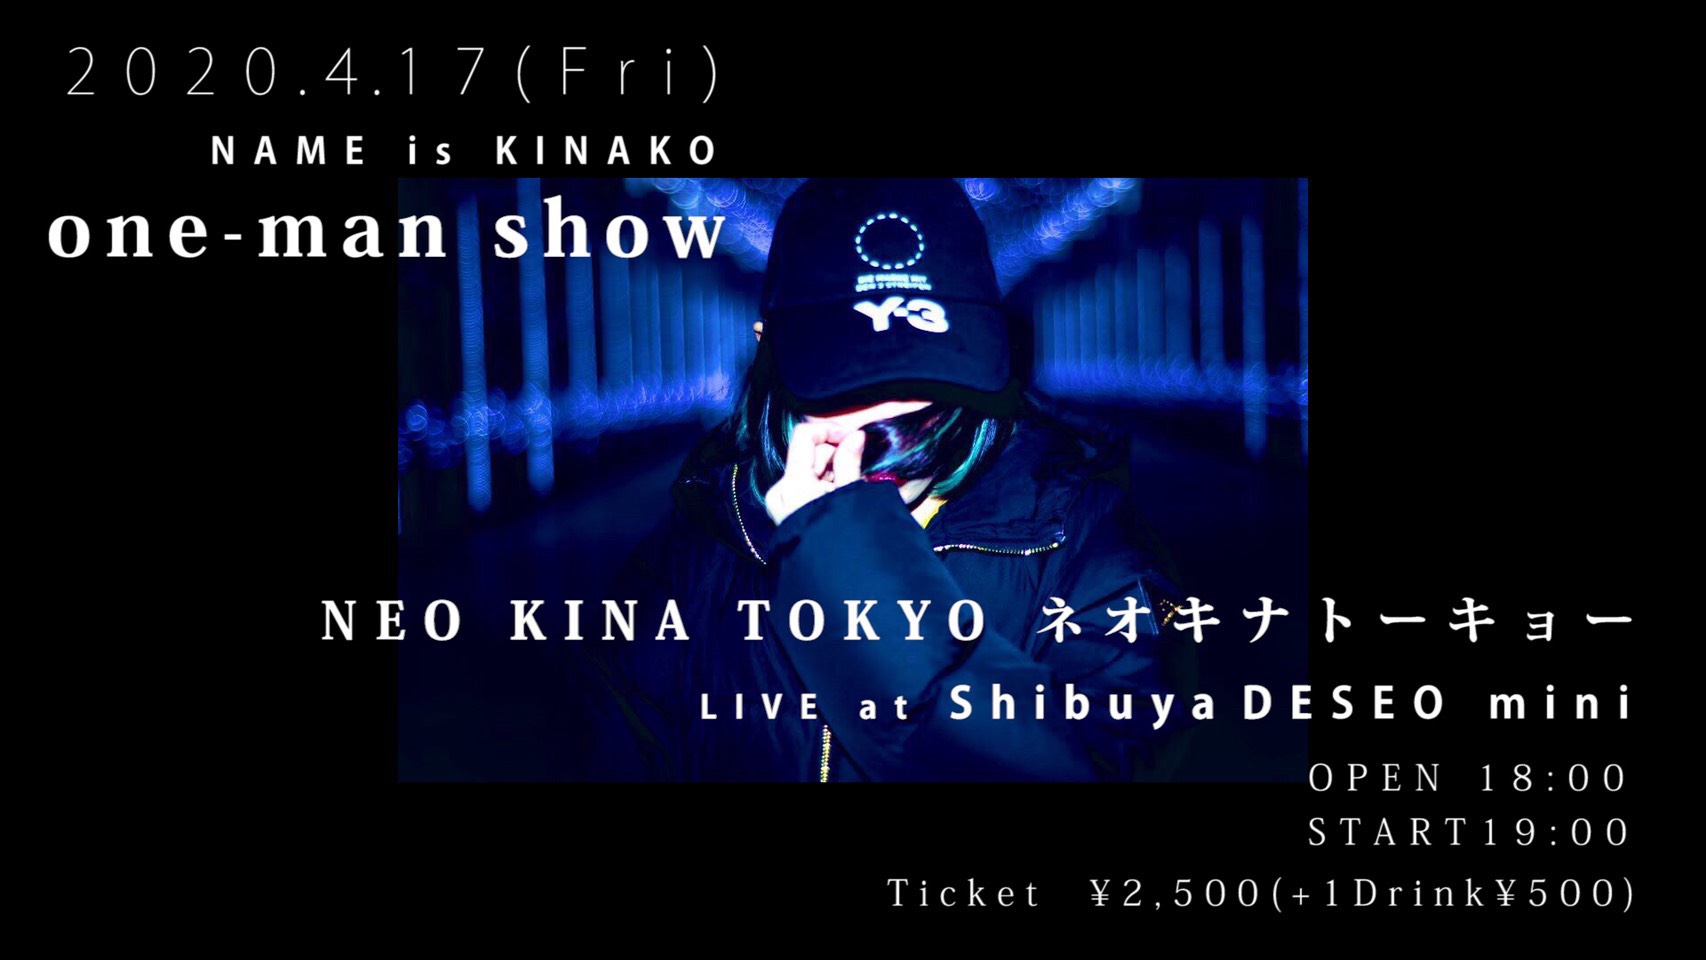 2020.4.17(Fri)
NAME is KINAKO
one-man show
Y-3
NEO KINA TOKYO ネオキナトーキョー
LIVE at Shibuya DESEO mini
OPEN 18:00
START19:00
Ticket ¥2,500(+1Drink¥500)